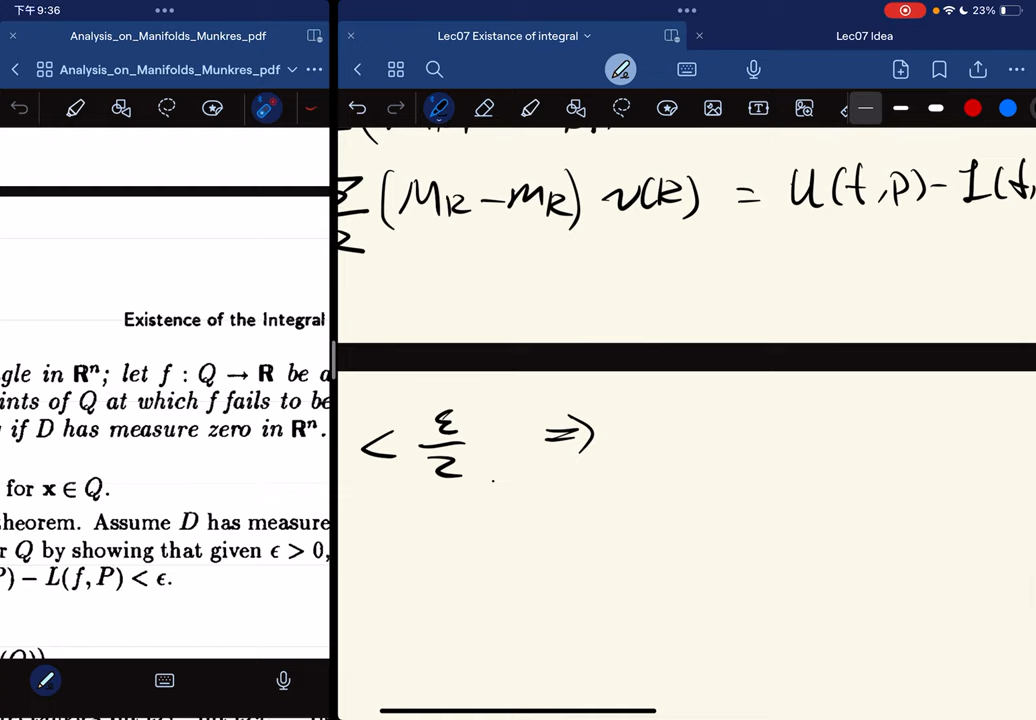 下午9:36
23%
Analysis_on_Manifolds_Munkres_pdf
Lec07 Existance of integral
Lec07 Idea
Analysis_on_Manifolds_Munkres_pdf
Existence of the Integral
gle in Rⁿ; let f : Q → R be a
ints of Q at which f fails to be
if D has measure zero in Rⁿ.
for x ∈ Q.
theorem. Assume D has measure
r Q by showing that given ϵ > 0,
P) − L(f, P) < ϵ.
(Q))
(M_R − m_R) v(R) = U(f, P) − L(f,
< ε/2 ⇒